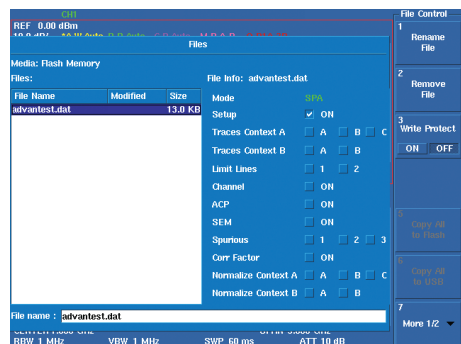 CH1
File Control
REF 0.00 dBm
1
Rename
File
Files
Media: Flash Memory
Files:
File Info: advantest.dat
2
Remove
File
File Name Modified Size
advantest.dat 13.0 KB
Mode SPA
Setup ON
Traces Context A A B C
Traces Context B A B
Limit Lines 1 2
Channel ON
ACP ON
SEM ON
Spurious 1 2 3
Corr Factor ON
Normalize Context A A B C
Normalize Context B A B
3
Write Protect
ON OFF
5
Copy All
to Flash
6
Copy All
to USB
7
More 1/2
File name : advantest.dat
RBW 1 MHz VBW 1 MHz SWP 60 ms ATT 10 dB